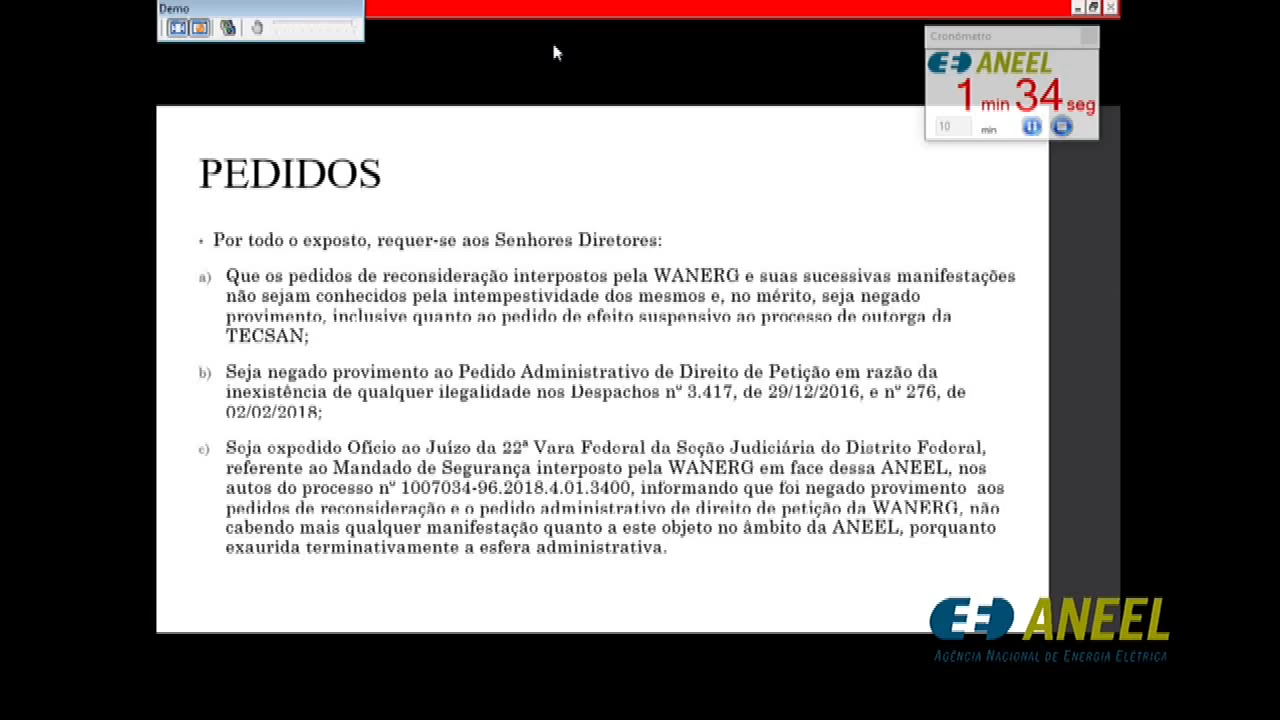 Demo
Cronómetro
ANEEL
1 min 34 seg
10 min
PEDIDOS
• Por todo o exposto, requer-se aos Senhores Diretores:
a) Que os pedidos de reconsideração interpostos pela WANERG e suas sucessivas manifestações
não sejam conhecidos pela intempestividade dos mesmos e, no mérito, seja negado
provimento, inclusive quanto ao pedido de efeito suspensivo ao processo de outorga da
TECSAN;
b) Seja negado provimento ao Pedido Administrativo de Direito de Petição em razão da
inexistência de qualquer ilegalidade nos Despachos nº 3.417, de 29/12/2016, e nº 276, de
02/02/2018;
c) Seja expedido Ofício ao Juízo da 22ª Vara Federal da Seção Judiciária do Distrito Federal,
referente ao Mandado de Segurança interposto pela WANERG em face dessa ANEEL, nos
autos do processo nº 1007034-96.2018.4.01.3400, informando que foi negado provimento aos
pedidos de reconsideração e o pedido administrativo de direito de petição da WANERG, não
cabendo mais qualquer manifestação quanto a este objeto no âmbito da ANEEL, porquanto
exaurida terminativamente a esfera administrativa.
ANEEL
AGÊNCIA NACIONAL DE ENERGIA ELÉTRICA